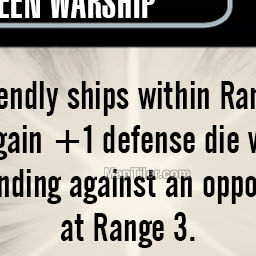 EEN WARSHIP
endly ships within Ran
gain +1 defense die w
nding against an oppo
at Range 3.